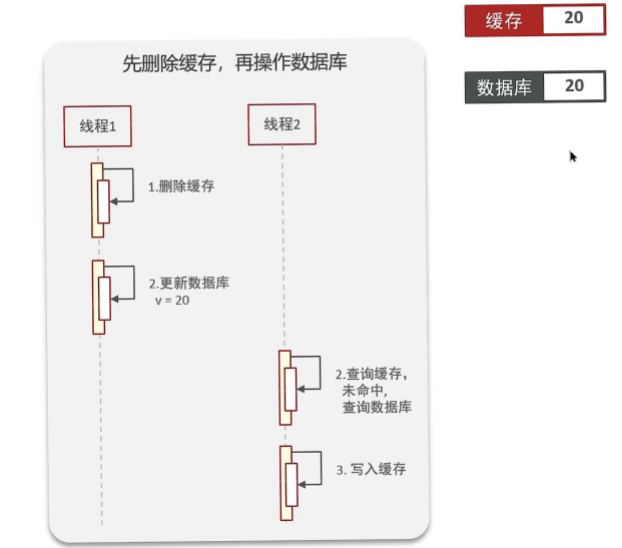 缓存 20
数据库 20
先删除缓存，再操作数据库
线程1
线程2
1.删除缓存
2.更新数据库
v = 20
2.查询缓存，
未命中，
查询数据库
3. 写入缓存